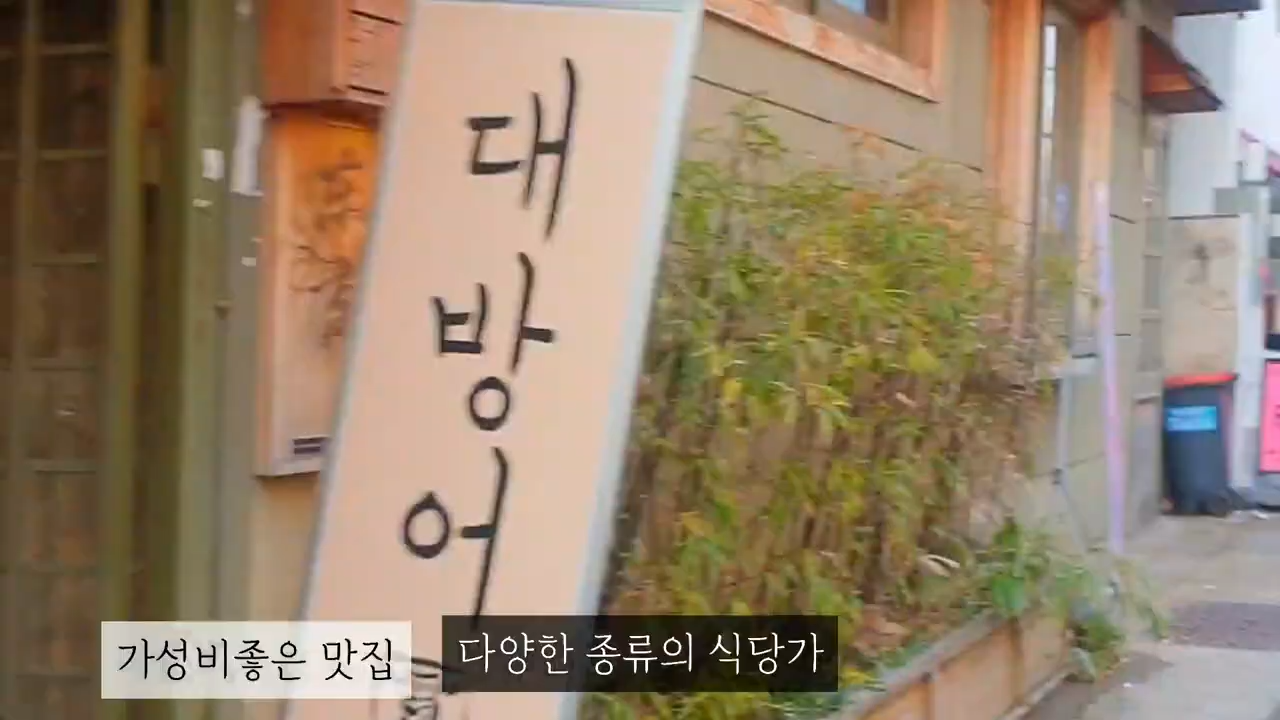 대방어
가성비좋은 맛집
다양한 종류의 식당가